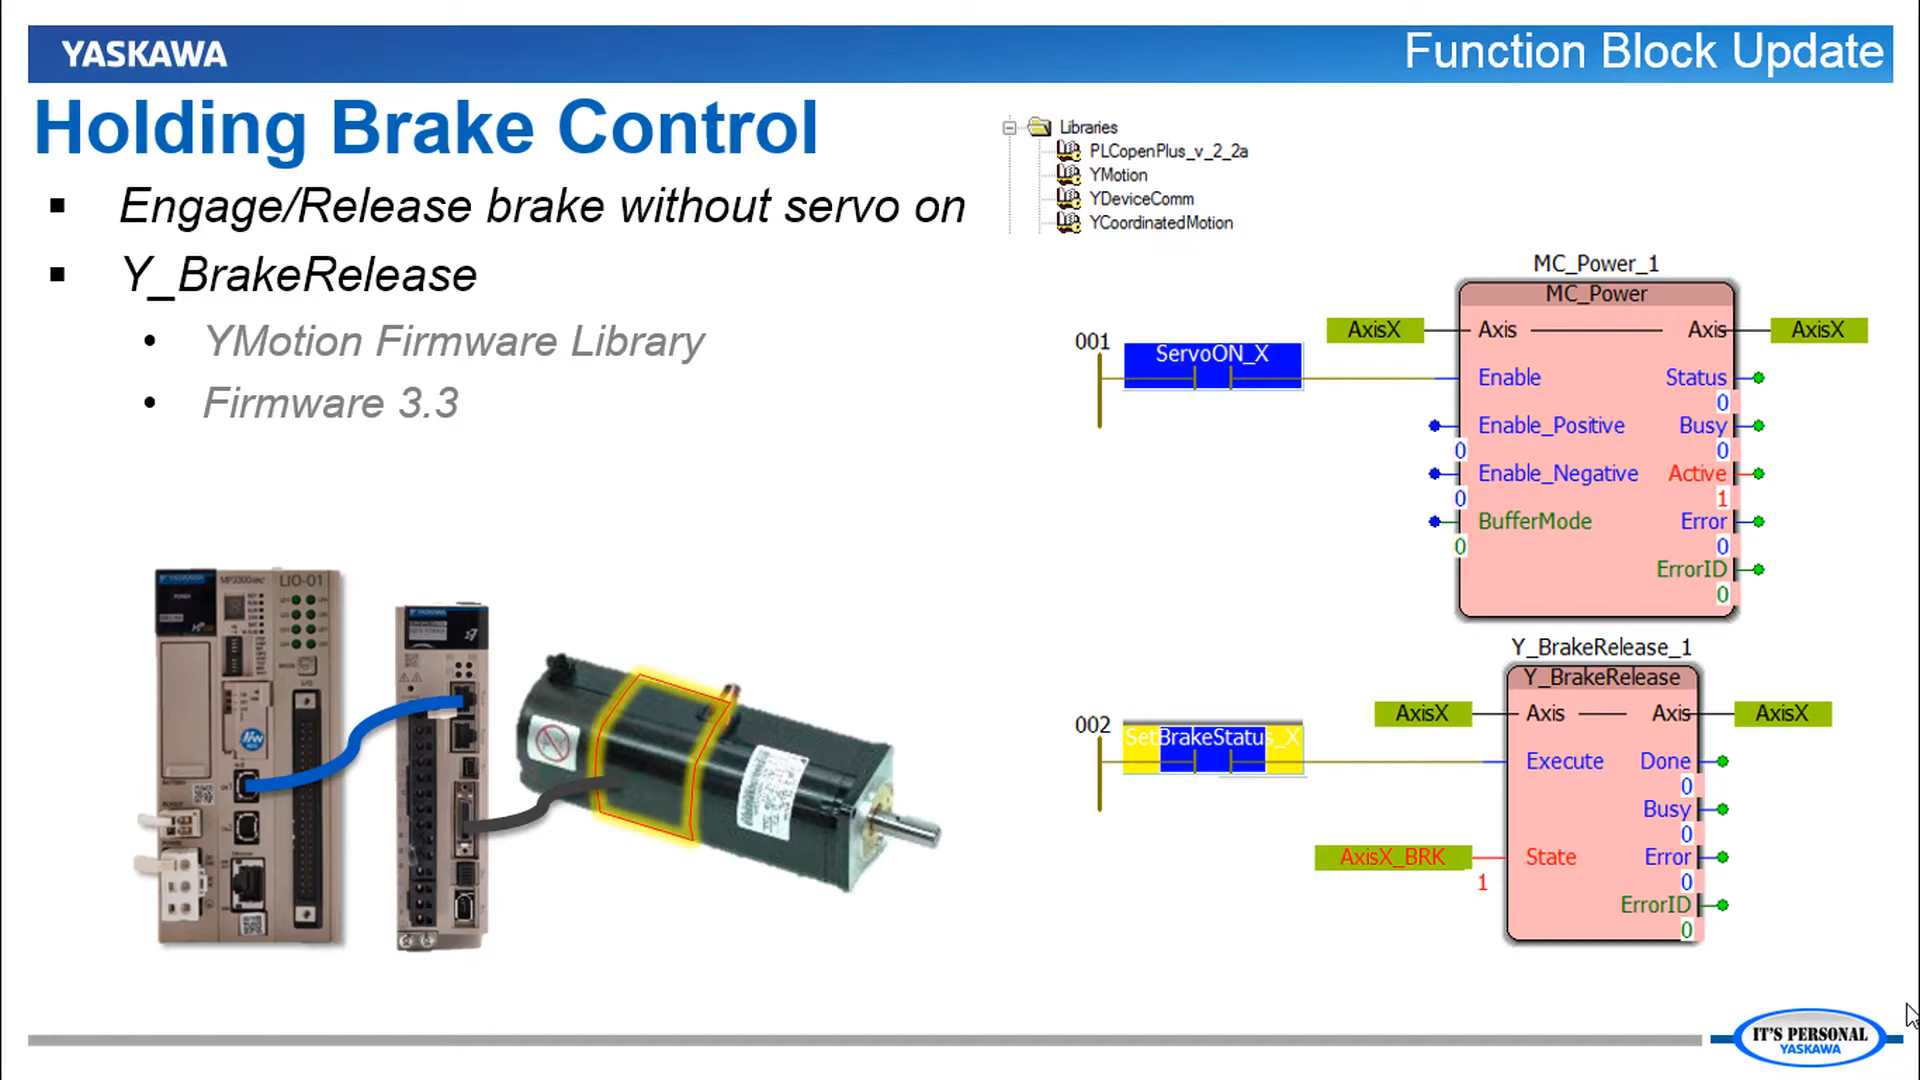 YASKAWA
Function Block Update
Holding Brake Control
Engage/Release brake without servo on
Y_BrakeRelease
YMotion Firmware Library
Firmware 3.3
Libraries
PLCopenPlus_v_2_2a
YMotion
YDeviceComm
YCoordinatedMotion
MC_Power_1
MC_Power
AxisX
Axis
Axis
AxisX
001
ServoON_X
Enable
Status
0
Enable_Positive
Busy
0
0
Enable_Negative
Active
0
1
BufferMode
Error
0
0
ErrorID
0
Y_BrakeRelease_1
Y_BrakeRelease
AxisX
Axis
Axis
AxisX
002
SetBrakeStatus_X
Execute
Done
0
Busy
0
AxisX_BRK
State
Error
1
0
ErrorID
0
YASKAWA
MP3300iec
LIO-01
YASKAWA
IT'S PERSONAL
YASKAWA